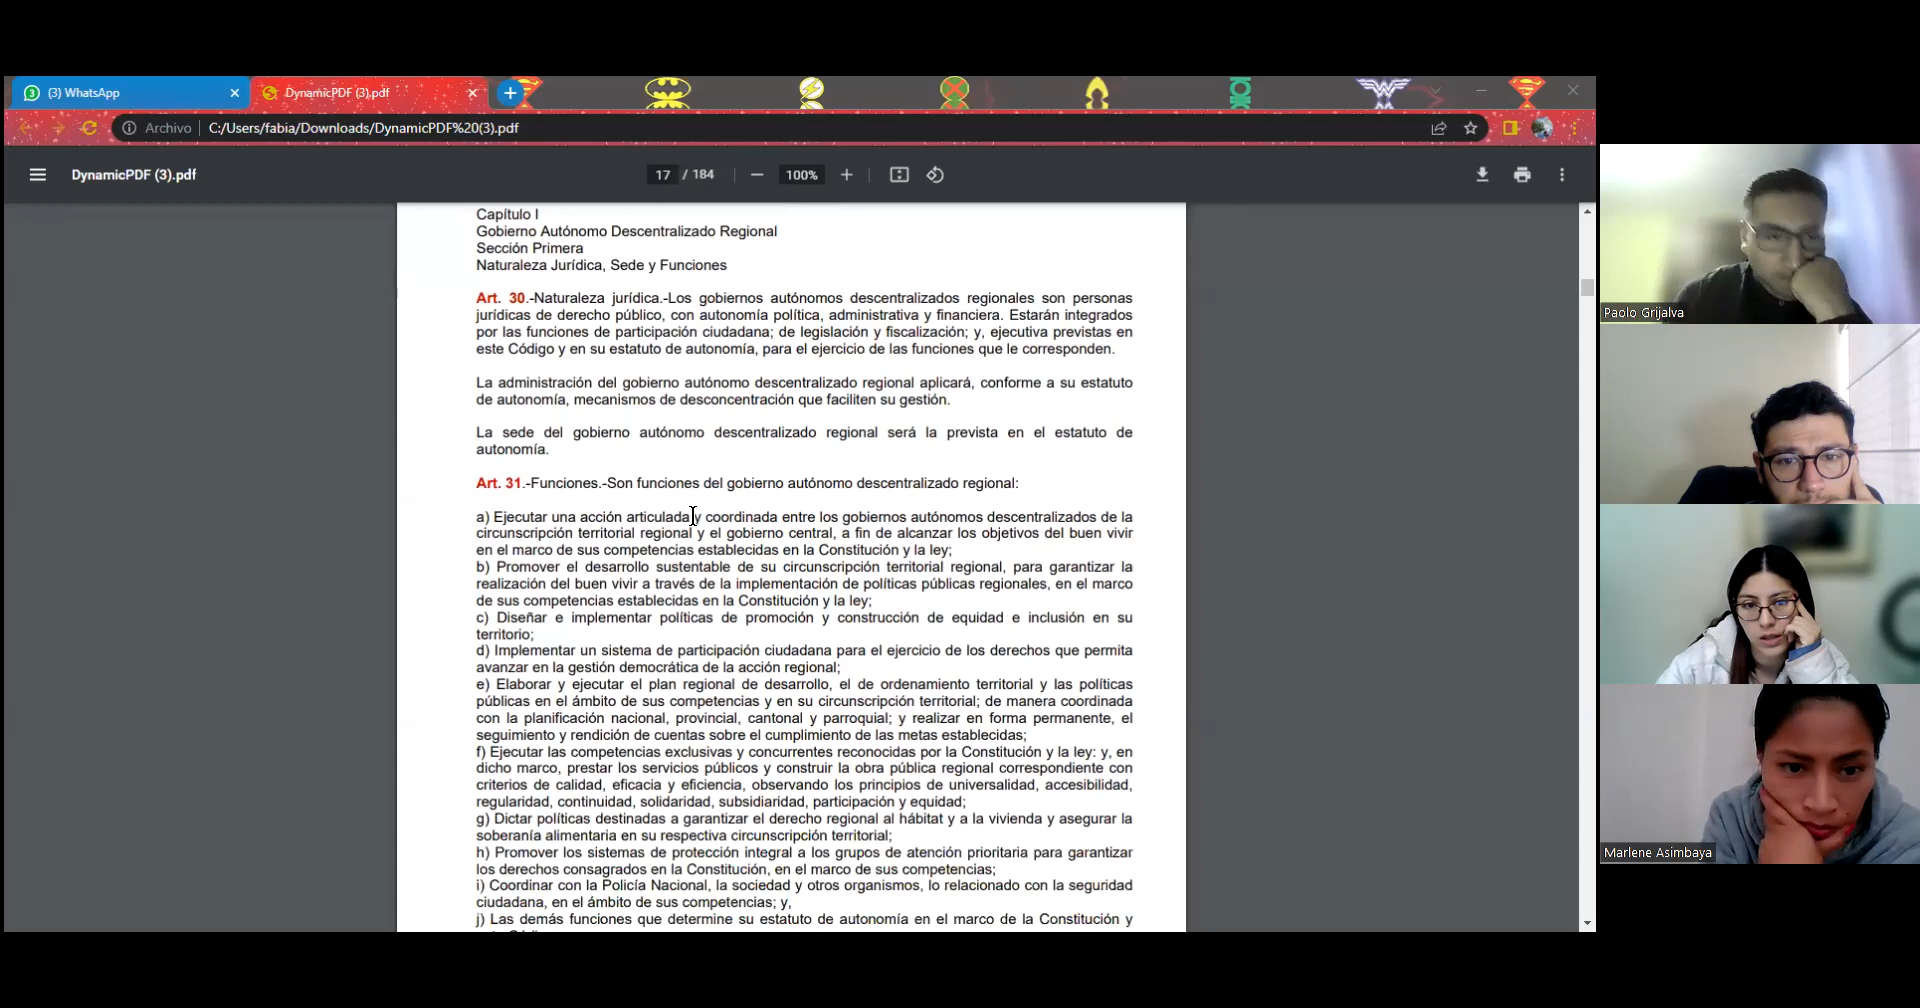 (3) WhatsApp
DynamicPDF (3).pdf
Archivo
C:/Users/fabia/Downloads/DynamicPDF%20(3).pdf
DynamicPDF (3).pdf
17 / 184
100%
Capítulo I
Gobierno Autónomo Descentralizado Regional
Sección Primera
Naturaleza Jurídica, Sede y Funciones
Art. 30.-Naturaleza jurídica.-Los gobiernos autónomos descentralizados regionales son personas
jurídicas de derecho público, con autonomía política, administrativa y financiera. Estarán integrados
por las funciones de participación ciudadana; de legislación y fiscalización; y, ejecutiva previstas en
este Código y en su estatuto de autonomía, para el ejercicio de las funciones que le corresponden.
La administración del gobierno autónomo descentralizado regional aplicará, conforme a su estatuto
de autonomía, mecanismos de desconcentración que faciliten su gestión.
La sede del gobierno autónomo descentralizado regional será la prevista en el estatuto de
autonomía.
Art. 31.-Funciones.-Son funciones del gobierno autónomo descentralizado regional:
a) Ejecutar una acción articulada y coordinada entre los gobiernos autónomos descentralizados de la
circunscripción territorial regional y el gobierno central, a fin de alcanzar los objetivos del buen vivir
en el marco de sus competencias establecidas en la Constitución y la ley;
b) Promover el desarrollo sustentable de su circunscripción territorial regional, para garantizar la
realización del buen vivir a través de la implementación de políticas públicas regionales, en el marco
de sus competencias establecidas en la Constitución y la ley;
c) Diseñar e implementar políticas de promoción y construcción de equidad e inclusión en su
territorio;
d) Implementar un sistema de participación ciudadana para el ejercicio de los derechos que permita
avanzar en la gestión democrática de la acción regional;
e) Elaborar y ejecutar el plan regional de desarrollo, el de ordenamiento territorial y las políticas
públicas en el ámbito de sus competencias y en su circunscripción territorial; de manera coordinada
con la planificación nacional, provincial, cantonal y parroquial; y realizar en forma permanente, el
seguimiento y rendición de cuentas sobre el cumplimiento de las metas establecidas;
f) Ejecutar las competencias exclusivas y concurrentes reconocidas por la Constitución y la ley: y, en
dicho marco, prestar los servicios públicos y construir la obra pública regional correspondiente con
criterios de calidad, eficacia y eficiencia, observando los principios de universalidad, accesibilidad,
regularidad, continuidad, solidaridad, subsidiaridad, participación y equidad;
g) Dictar políticas destinadas a garantizar el derecho regional al hábitat y a la vivienda y asegurar la
soberanía alimentaria en su respectiva circunscripción territorial;
h) Promover los sistemas de protección integral a los grupos de atención prioritaria para garantizar
los derechos consagrados en la Constitución, en el marco de sus competencias;
i) Coordinar con la Policía Nacional, la sociedad y otros organismos, lo relacionado con la seguridad
ciudadana, en el ámbito de sus competencias; y,
j) Las demás funciones que determine su estatuto de autonomía en el marco de la Constitución y
Paolo Grijalva
Marlene Asimbaya